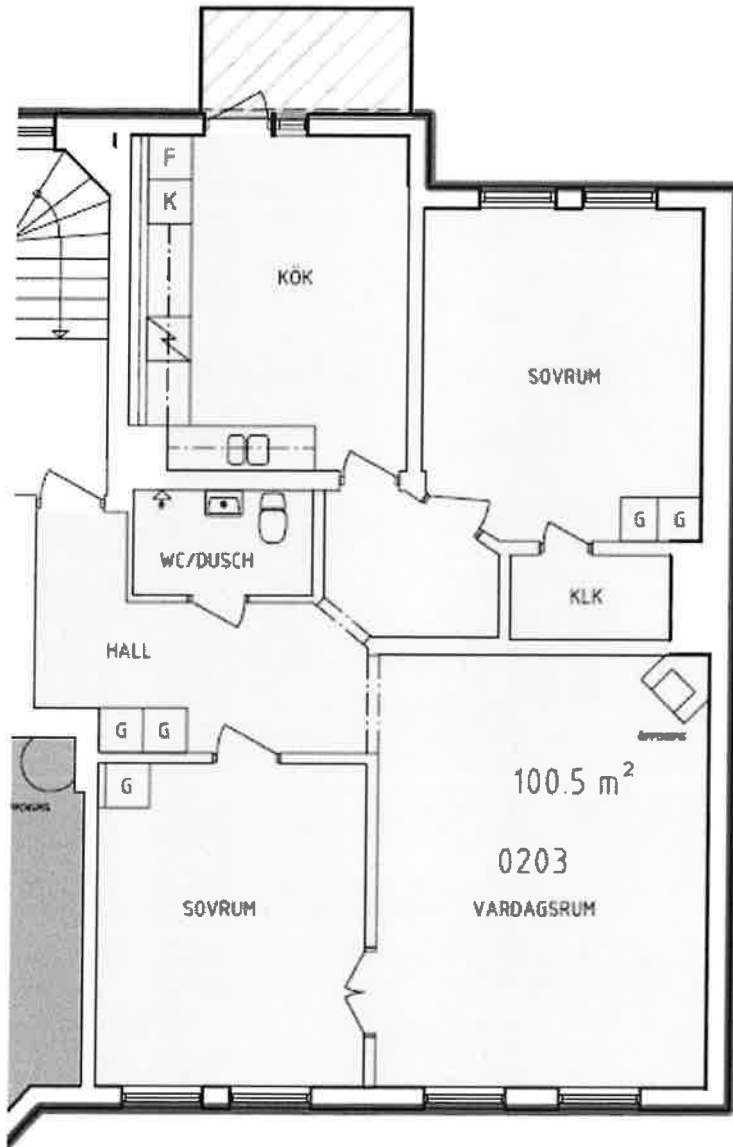 F
K
KÖK
SOVRUM
G G
WC/DUSCH
KLK
HALL
G G
G
100.5 m²
0203
VARDAGSRUM
SOVRUM